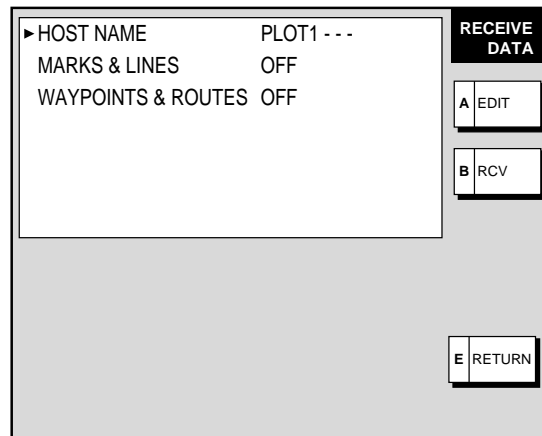 ►HOST NAME PLOT1 - - -
MARKS & LINES OFF
WAYPOINTS & ROUTES OFF
RECEIVE
DATA
A EDIT
B RCV
E RETURN